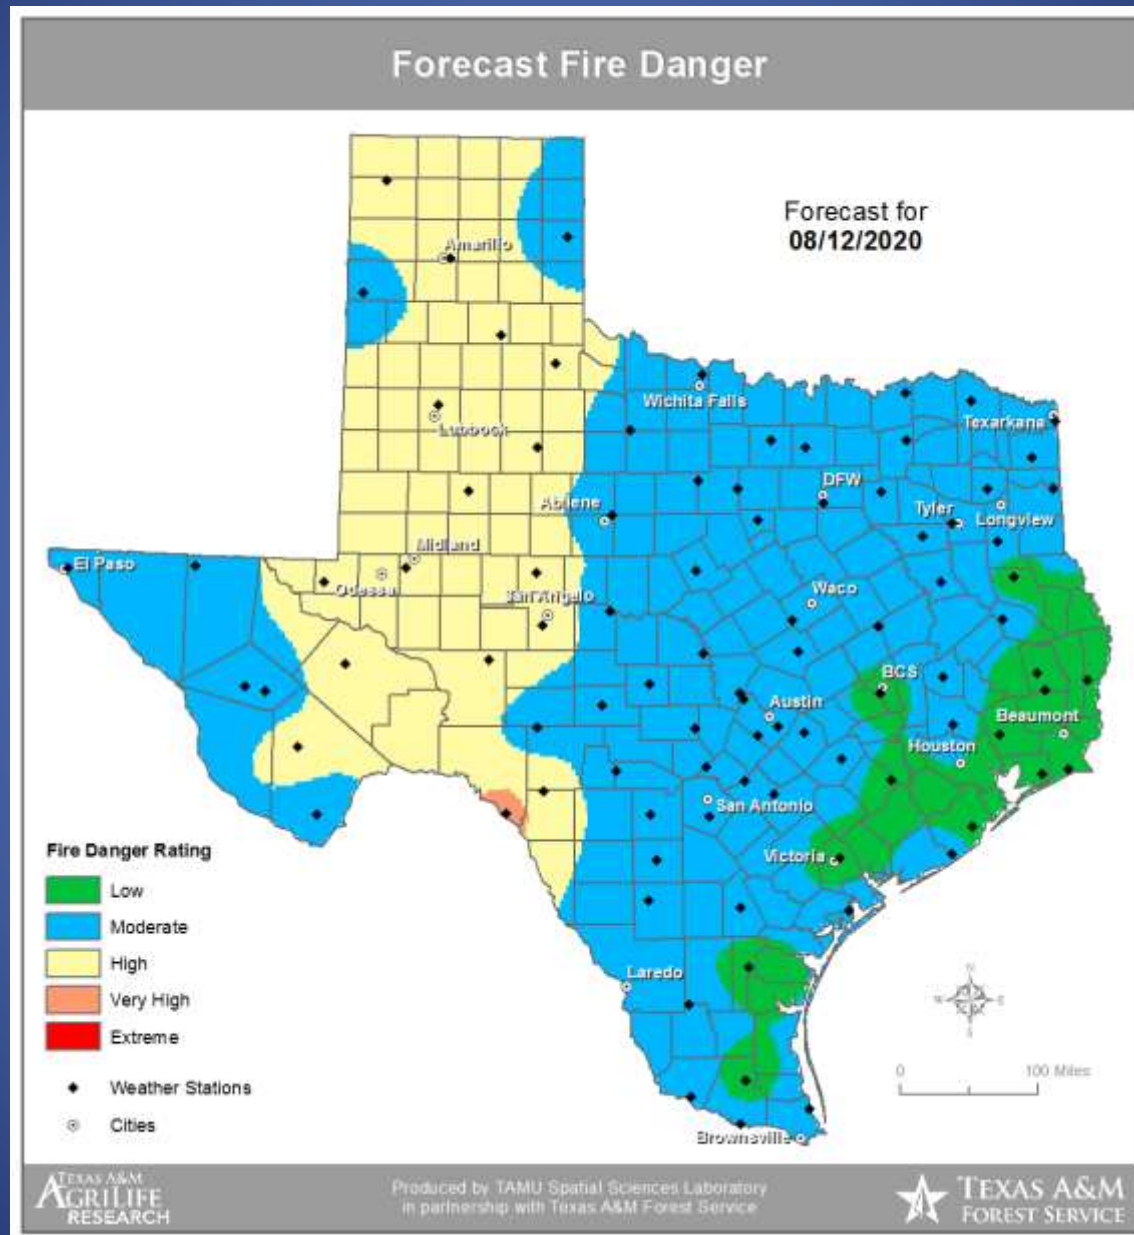 Forecast Fire Danger
Forecast for
08/12/2020
Amarillo
Wichita Falls
Lubbock
Texarkana
DFW
Abilene
Tyler
Longview
Midland
El Paso
Odessa
San Angelo
Waco
BCS
Austin
Beaumont
Houston
San Antonio
Victoria
Laredo
Brownsville
Fire Danger Rating
Low
Moderate
High
Very High
Extreme
Weather Stations
Cities
N
W
E
S
0
100 Miles
TEXAS A&M
AGRILIFE
RESEARCH
Produced by TAMU Spatial Sciences Laboratory
in partnership with Texas A&M Forest Service
TEXAS A&M
FOREST SERVICE